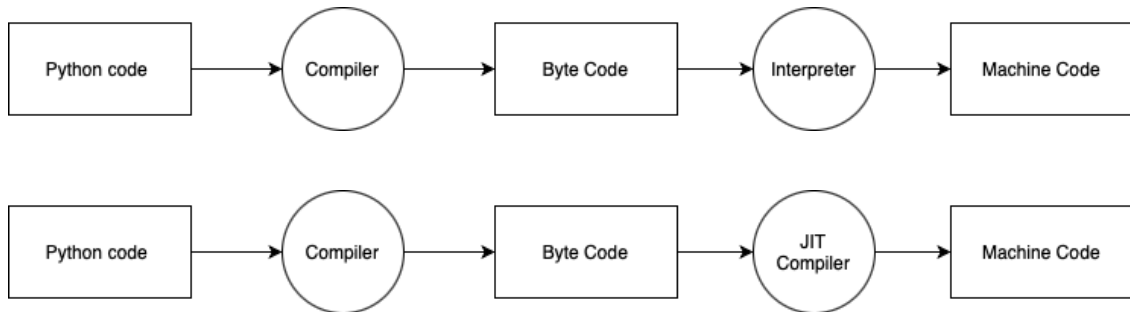 Python code
Compiler
Byte Code
Interpreter
Machine Code
Python code
Compiler
Byte Code
JIT
Compiler
Machine Code